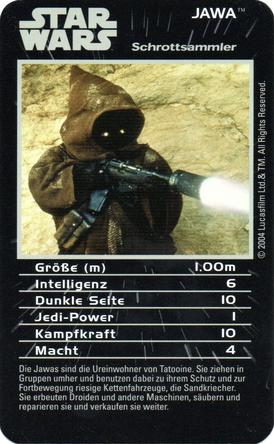 STAR
WARS
JAWA™
Schrottsammler
© 2004 Lucasfilm Ltd.& TM. All Rights Reserved.
Größe (m) 1.00m
Intelligenz 6
Dunkle Seite 10
Jedi-Power 1
Kampfkraft 10
Macht 4
Die Jawas sind die Ureinwohner von Tatooine. Sie ziehen in
Gruppen umher und benutzen dabei zu ihrem Schutz und zur
Fortbewegung riesige Kettenfahrzeuge, die Sandkriecher.
Sie erbeuten Droiden und andere Maschinen, säubern und
reparieren sie und verkaufen sie weiter.